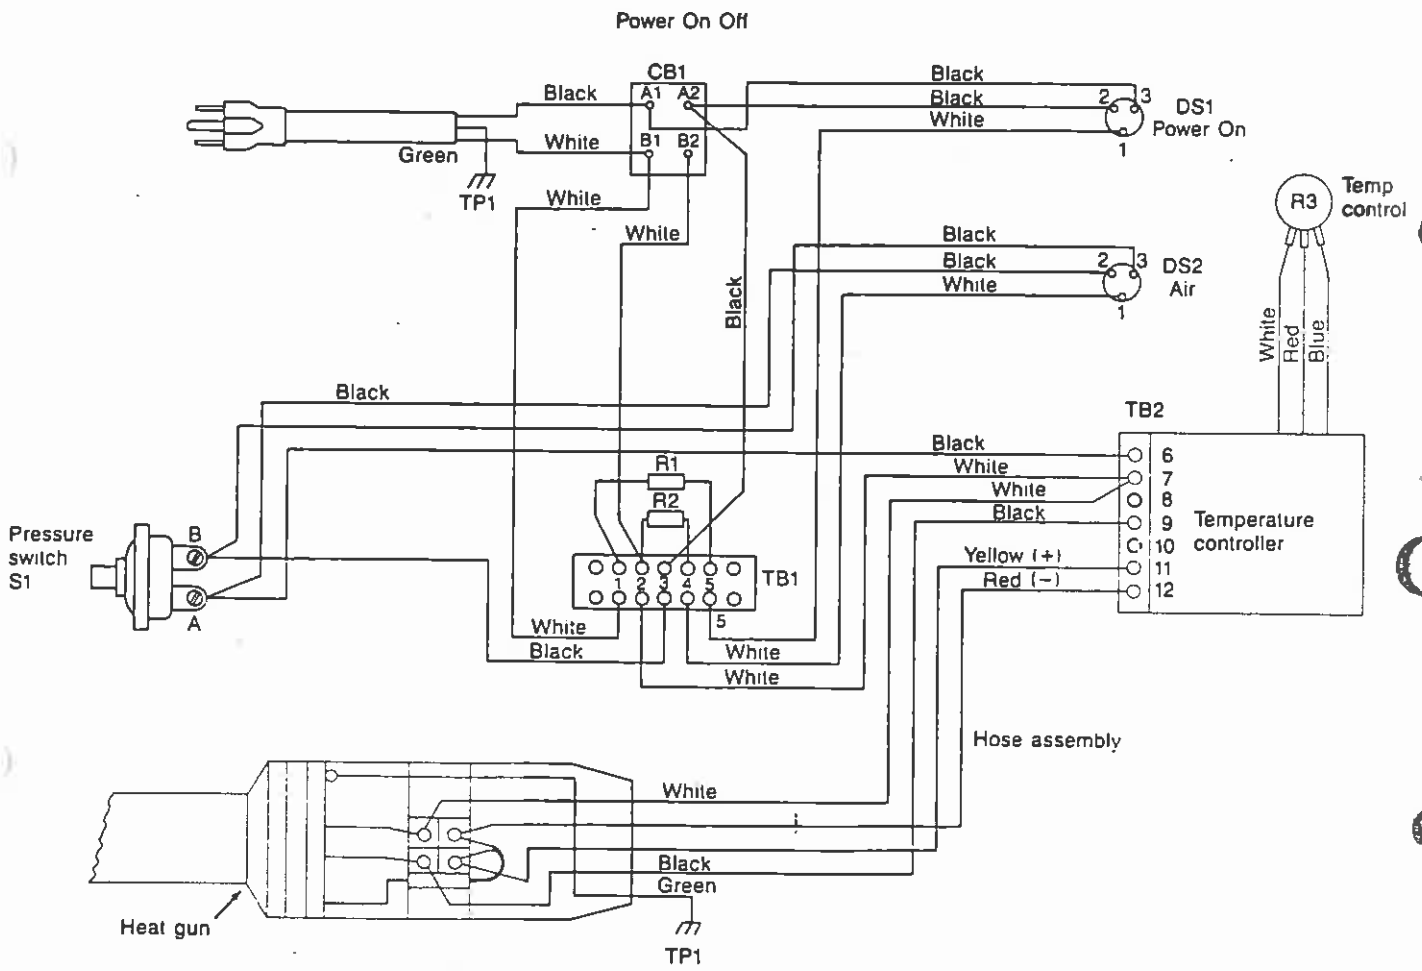 Power On Off
CB1
A1 A2
Black
Black
Black
2 3
DS1
Power On
White
1
B1 B2
White
Green
TP1
White
White
Temp
control
R3
Black
Black
2 3
DS2
Air
White
1
Black
White
Red
Blue
Black
TB2
Black
6
White
7
White
8
Black
9
10
Yellow (+)
11
Red (-)
12
Temperature
controller
R1
R2
Pressure
switch
S1
B
A
1 2 3 4 5
TB1
5
White
Black
White
White
Hose assembly
White
Black
Green
TP1
Heat gun